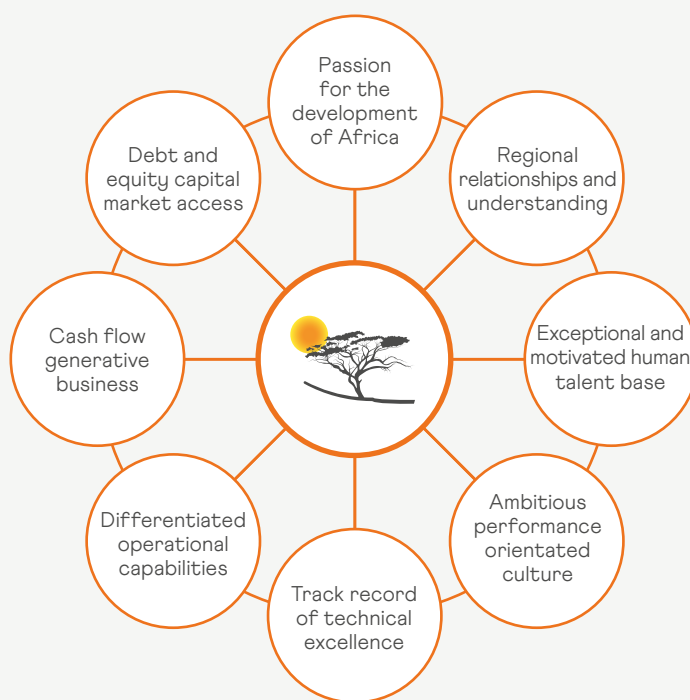 Passion
for the
development
of Africa
Regional
relationships and
understanding
Exceptional and
motivated human
talent base
Ambitious
performance
orientated
culture
Track record
of technical
excellence
Differentiated
operational
capabilities
Cash flow
generative
business
Debt and
equity capital
market access